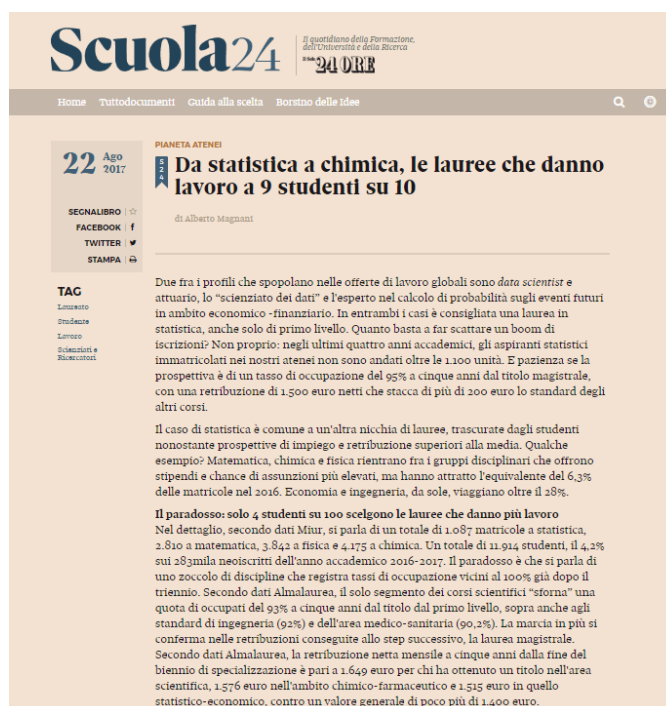 Scuola24
Il quotidiano della Formazione,
dell'Università e della Ricerca
Il Sole 24 ORE
Home Tuttodocumenti Guida alla scelta Borsino delle Idee
22 Ago
2017
SEGNALIBRO
FACEBOOK f
TWITTER
STAMPA
TAG
Laureato
Studente
Lavoro
Scienziati e
Ricercatori
PIANETA ATENEI
S24
Da statistica a chimica, le lauree che danno
lavoro a 9 studenti su 10
di Alberto Magnani
Due fra i profili che spopolano nelle offerte di lavoro globali sono data scientist e
attuario, lo “scienziato dei dati” e l'esperto nel calcolo di probabilità sugli eventi futuri
in ambito economico -finanziario. In entrambi i casi è consigliata una laurea in
statistica, anche solo di primo livello. Quanto basta a far scattare un boom di
iscrizioni? Non proprio: negli ultimi quattro anni accademici, gli aspiranti statistici
immatricolati nei nostri atenei non sono andati oltre le 1.100 unità. E pazienza se la
prospettiva è di un tasso di occupazione del 95% a cinque anni dal titolo magistrale,
con una retribuzione di 1.500 euro netti che stacca di più di 200 euro lo standard degli
altri corsi.
Il caso di statistica è comune a un'altra nicchia di lauree, trascurate dagli studenti
nonostante prospettive di impiego e retribuzione superiori alla media. Qualche
esempio? Matematica, chimica e fisica rientrano fra i gruppi disciplinari che offrono
stipendi e chance di assunzioni più elevati, ma hanno attratto l'equivalente del 6,3%
delle matricole nel 2016. Economia e ingegneria, da sole, viaggiano oltre il 28%.
Il paradosso: solo 4 studenti su 100 scelgono le lauree che danno più lavoro
Nel dettaglio, secondo dati Miur, si parla di un totale di 1.087 matricole a statistica,
2.810 a matematica, 3.842 a fisica e 4.175 a chimica. Un totale di 11.914 studenti, il 4,2%
sui 283mila neoiscritti dell'anno accademico 2016-2017. Il paradosso è che si parla di
uno zoccolo di discipline che registra tassi di occupazione vicini al 100% già dopo il
triennio. Secondo dati Almalaurea, il solo segmento dei corsi scientifici “sforna” una
quota di occupati del 93% a cinque anni dal titolo dal primo livello, sopra anche agli
standard di ingegneria (92%) e dell'area medico-sanitaria (90,2%). La marcia in più si
conferma nelle retribuzioni conseguite allo step successivo, la laurea magistrale.
Secondo dati Almalaurea, la retribuzione netta mensile a cinque anni dalla fine del
biennio di specializzazione è pari a 1.649 euro per chi ha ottenuto un titolo nell'area
scientifica, 1.576 euro nell'ambito chimico-farmaceutico e 1.515 euro in quello
statistico-economico, contro un valore generale di poco più di 1.400 euro.